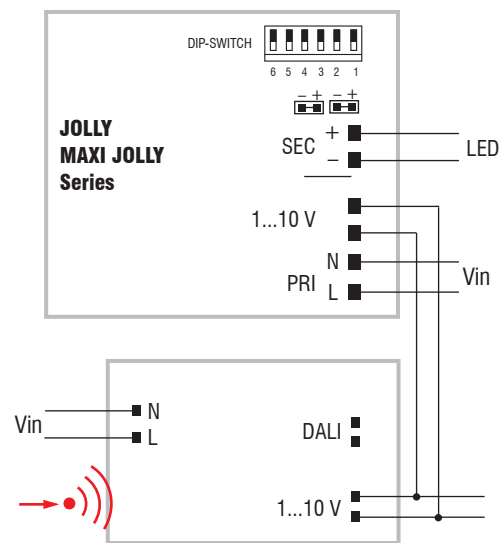 DIP-SWITCH
6 5 4 3 2 1
– + – +
JOLLY
MAXI JOLLY
Series
SEC + –
LED
1...10 V
PRI N L
Vin
Vin
N
L
DALI
1...10 V